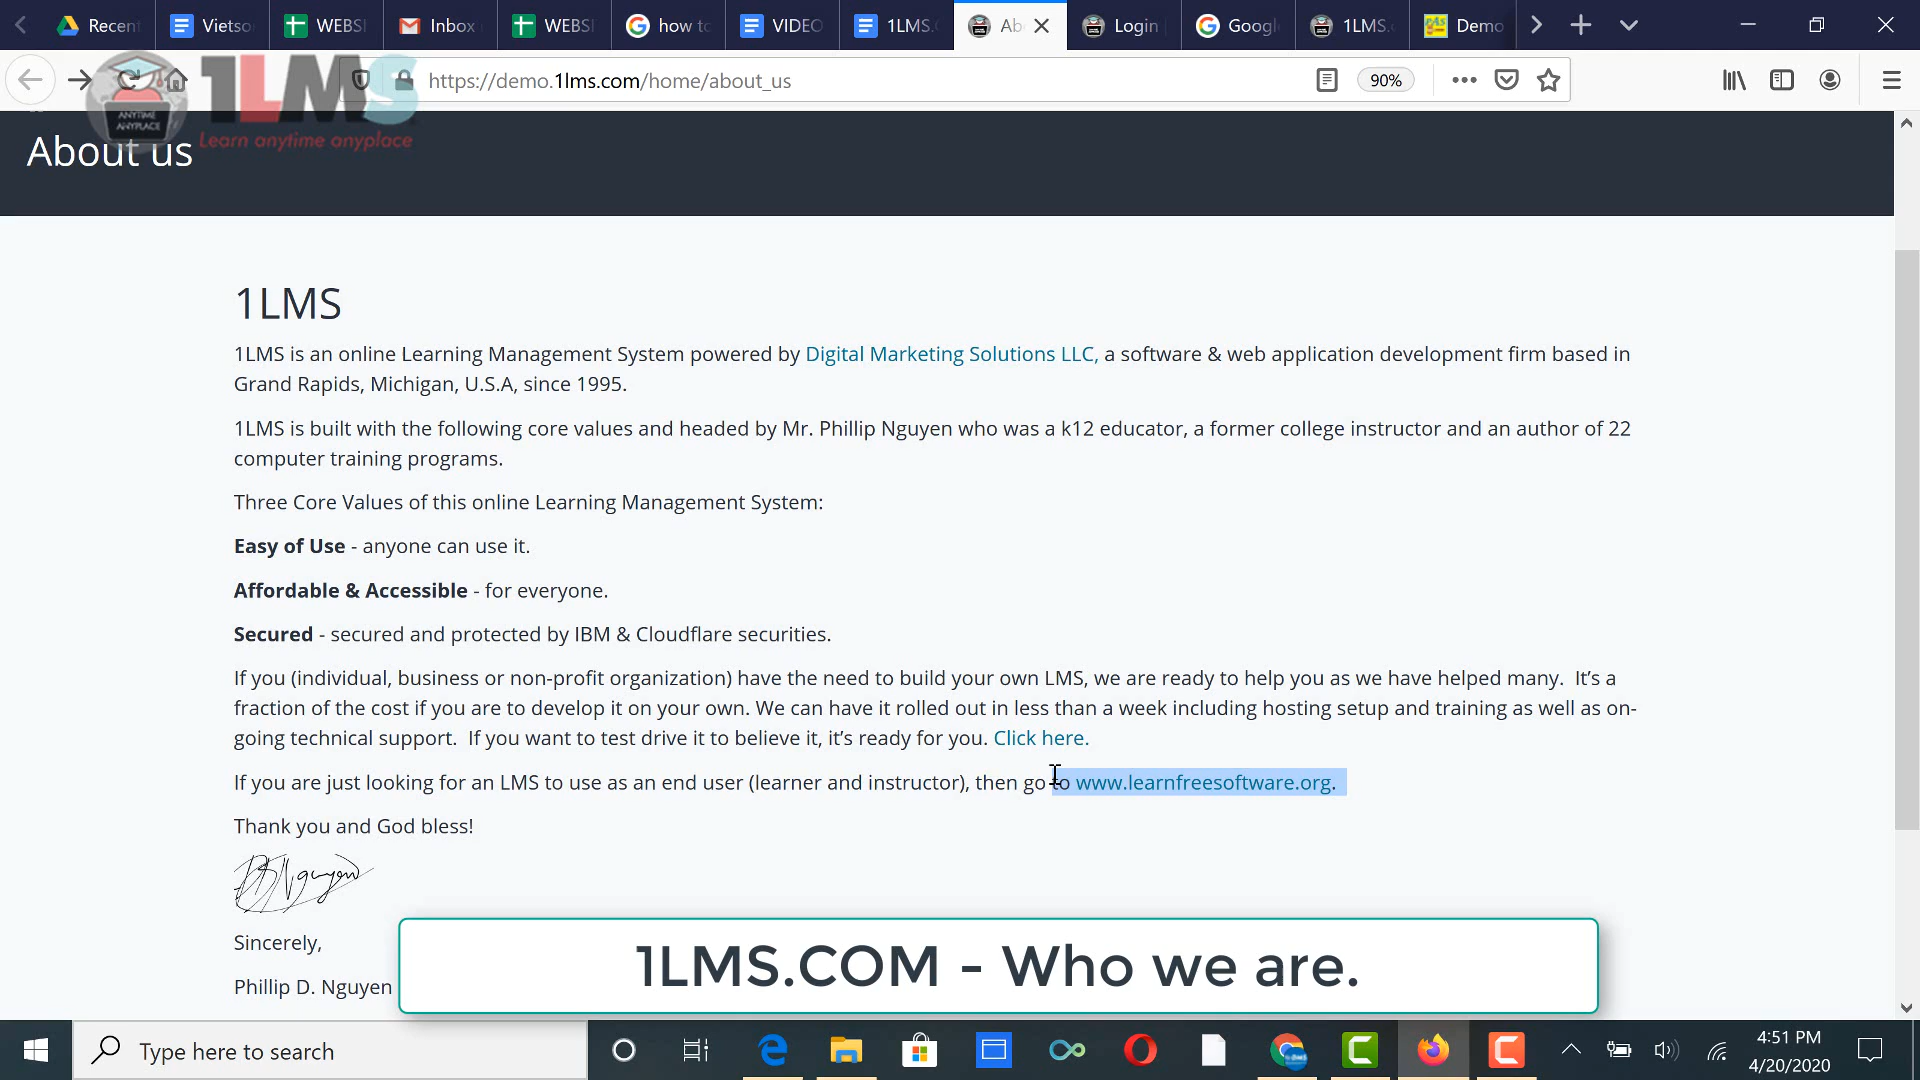 Recent
Vietso
WEBSI
Inbox
WEBSI
how to
VIDEO
1LMS.
Ab
Login
Google
1LMS.c
Demo
https://demo.1lms.com/home/about_us
90%
1LMS
ANYTIME
ANYPLACE
Learn anytime anyplace
About us
1LMS
1LMS is an online Learning Management System powered by Digital Marketing Solutions LLC, a software & web application development firm based in
Grand Rapids, Michigan, U.S.A, since 1995.
1LMS is built with the following core values and headed by Mr. Phillip Nguyen who was a k12 educator, a former college instructor and an author of 22
computer training programs.
Three Core Values of this online Learning Management System:
Easy of Use - anyone can use it.
Affordable & Accessible - for everyone.
Secured - secured and protected by IBM & Cloudflare securities.
If you (individual, business or non-profit organization) have the need to build your own LMS, we are ready to help you as we have helped many.  It's a
fraction of the cost if you are to develop it on your own. We can have it rolled out in less than a week including hosting setup and training as well as on-
going technical support.  If you want to test drive it to believe it, it's ready for you. Click here.
If you are just looking for an LMS to use as an end user (learner and instructor), then go to www.learnfreesoftware.org.
Thank you and God bless!
Sincerely,
Phillip D. Nguyen
1LMS.COM - Who we are.
Type here to search
4:51 PM
4/20/2020